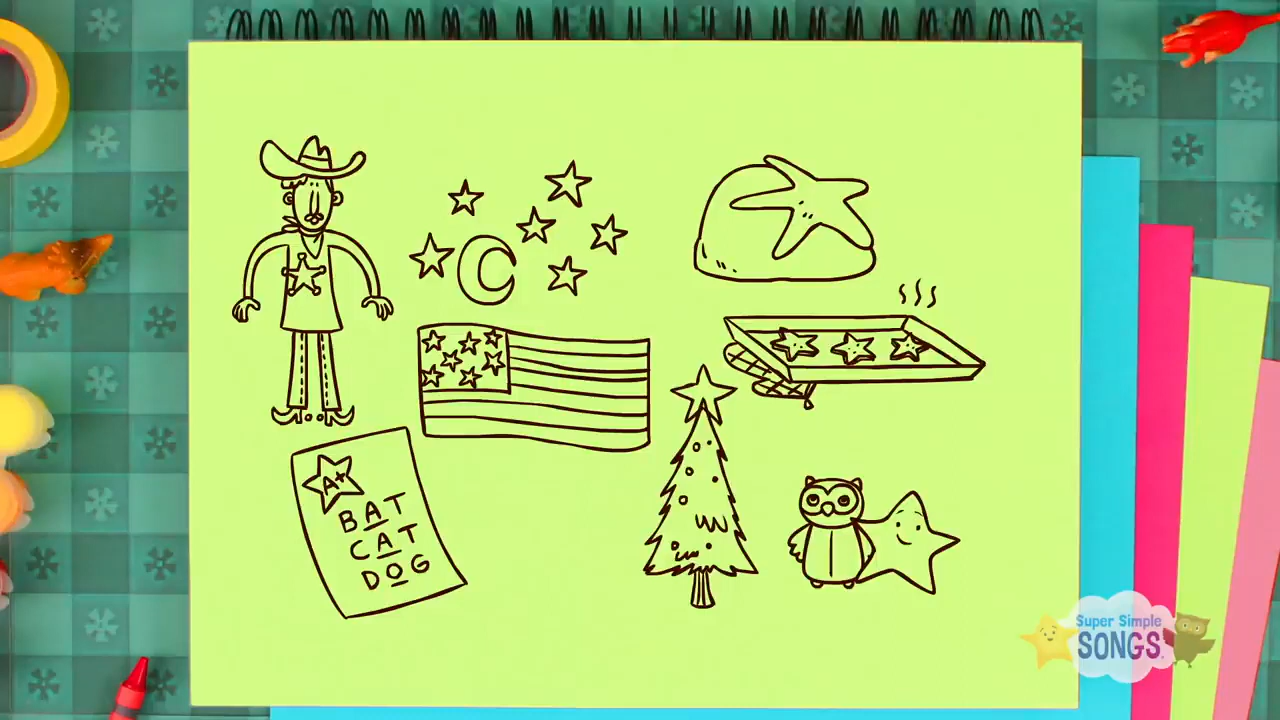 A+
BAT
CAT
DOG
Super Simple
SONGS